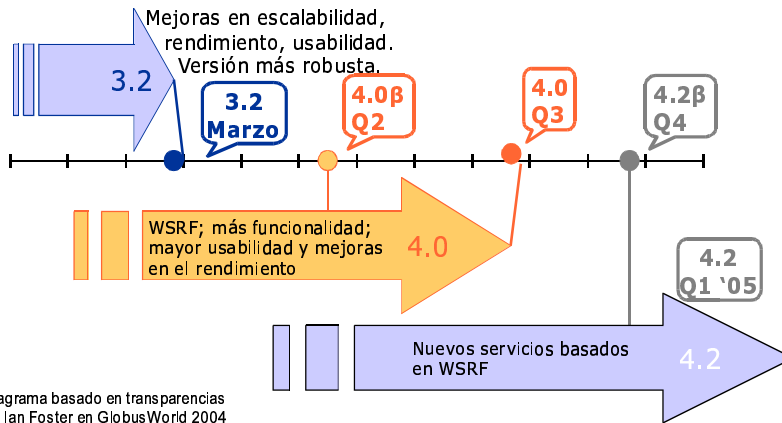 Mejoras en escalabilidad,
rendimiento, usabilidad.
Versión más robusta.
3.2
3.2
Marzo
4.0β
Q2
4.0
Q3
4.2β
Q4
WSRF; más funcionalidad;
mayor usabilidad y mejoras
en el rendimiento
4.0
4.2
Q1 ‛05
Nuevos servicios basados
en WSRF
4.2
agrama basado en transparencias
Ian Foster en GlobusWorld 2004